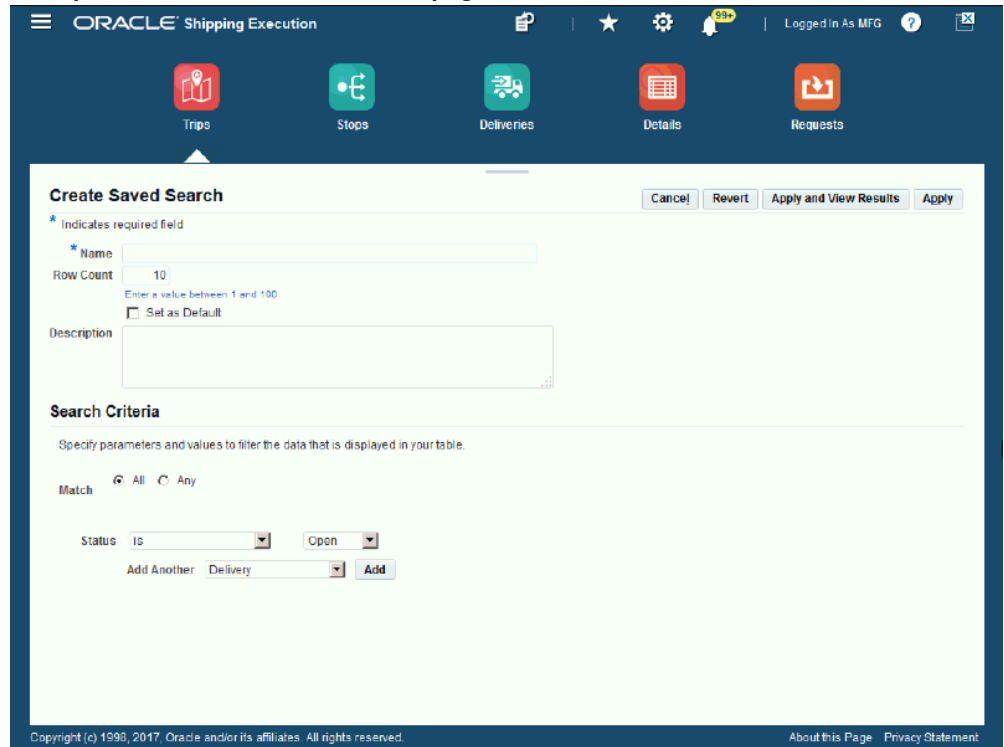 ORACLE Shipping Execution
99+
Logged In As MFG
?
Trips Stops Deliveries Details Requests
Create Saved Search
Cancel Revert Apply and View Results Apply
* Indicates required field
* Name
Row Count 10
Enter a value between 1 and 100
Set as Default
Description
Search Criteria
Specify parameters and values to filter the data that is displayed in your table.
Match All Any
Status is Open
Add Another Delivery Add
Copyright (c) 1998, 2017, Oracle and/or its affiliates. All rights reserved. About this Page Privacy Statement